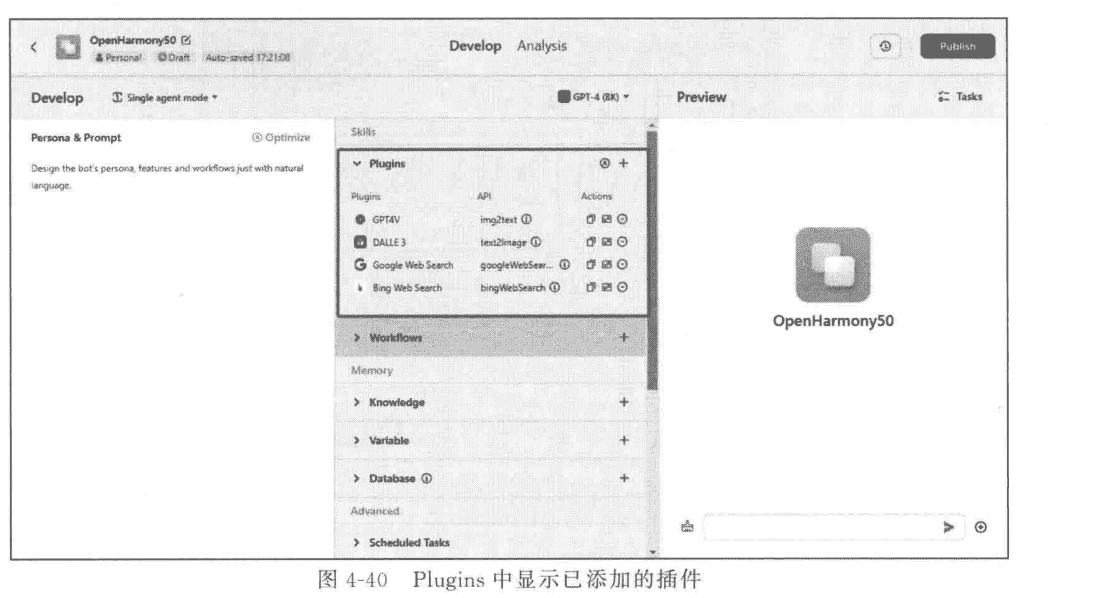 OpenHarmony50
Personal Draft Auto-saved 17:21:08
Develop Analysis
Publish
Develop Single agent mode
GPT-4 (8K)
Preview
Tasks
Persona & Prompt Optimize
Design the bot's persona, features and workflows just with natural
language.
Skills
Plugins
Plugins API Actions
GPT4V img2text
DALLE 3 text2image
Google Web Search googleWebSear...
Bing Web Search bingWebSearch
Workflows
Memory
Knowledge
Variable
Database
Advanced
Scheduled Tasks
OpenHarmony50
图 4-40 Plugins 中显示已添加的插件